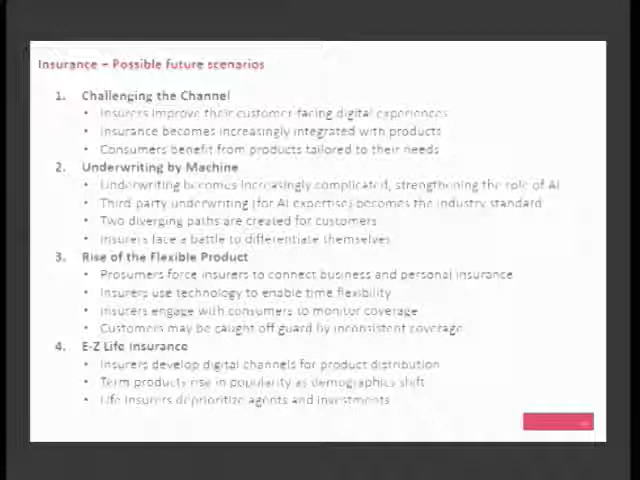 Insurance – Possible future scenarios
1. Challenging the Channel
• Insurers improve their customer-facing digital experiences
• Insurance becomes increasingly integrated with products
• Consumers benefit from products tailored to their needs
2. Underwriting by Machine
• Underwriting becomes increasingly complicated, strengthening the role of AI
• Third party underwriting (for AI expertise) becomes the industry standard
• Two diverging paths are created for customers
• Insurers face a battle to differentiate themselves
3. Rise of the Flexible Product
• Prosumers force insurers to connect business and personal insurance
• Insurers use technology to enable time flexibility
• Insurers engage with consumers to monitor coverage
• Customers may be caught off guard by inconsistent coverage
4. E-Z Life Insurance
• Insurers develop digital channels for product distribution
• Term products rise in popularity as demographics shift
• Life insurers deprioritize agents and investments